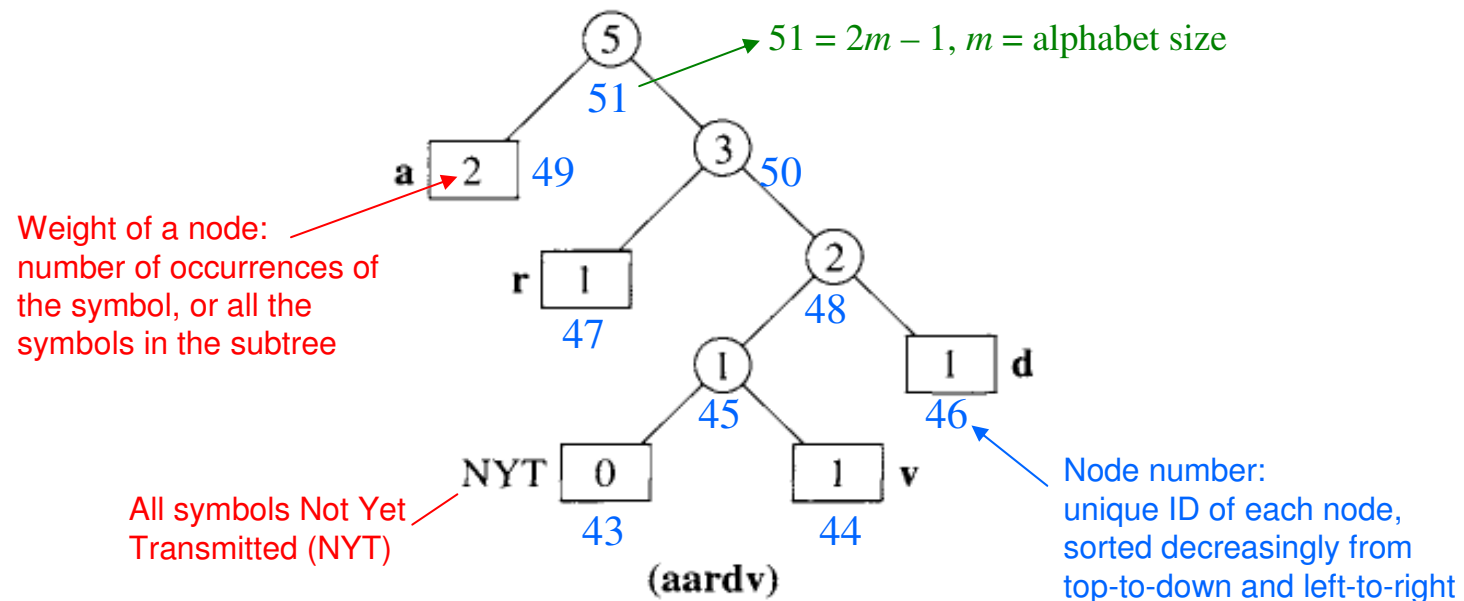 5
51 = 2m – 1, m = alphabet size
51
3
50
a 2 49
Weight of a node:
number of occurrences of
the symbol, or all the
symbols in the subtree
2
48
r 1
47
1
45
1 d
46
NYT 0
43
1 v
44
All symbols Not Yet
Transmitted (NYT)
Node number:
unique ID of each node,
sorted decreasingly from
top-to-down and left-to-right
(aardv)